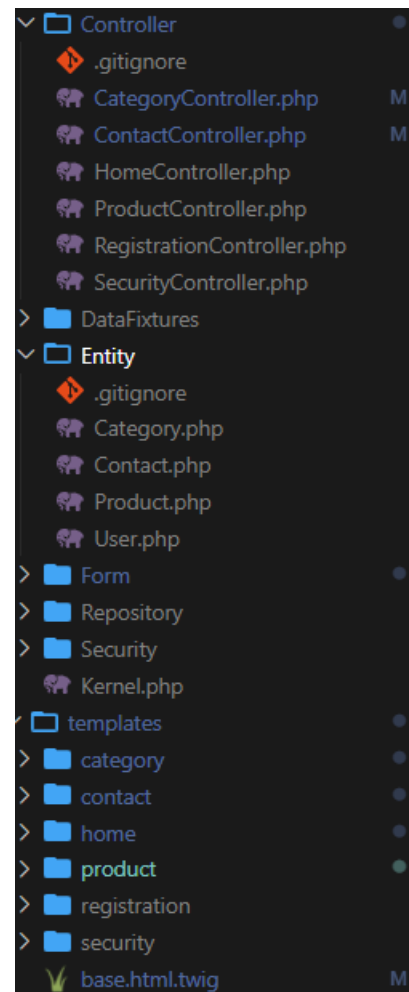 Controller
.gitignore
CategoryController.php M
ContactController.php M
HomeController.php
ProductController.php
RegistrationController.php
SecurityController.php
DataFixtures
Entity
.gitignore
Category.php
Contact.php
Product.php
User.php
Form
Repository
Security
Kernel.php
templates
category
contact
home
product
registration
security
base.html.twig M